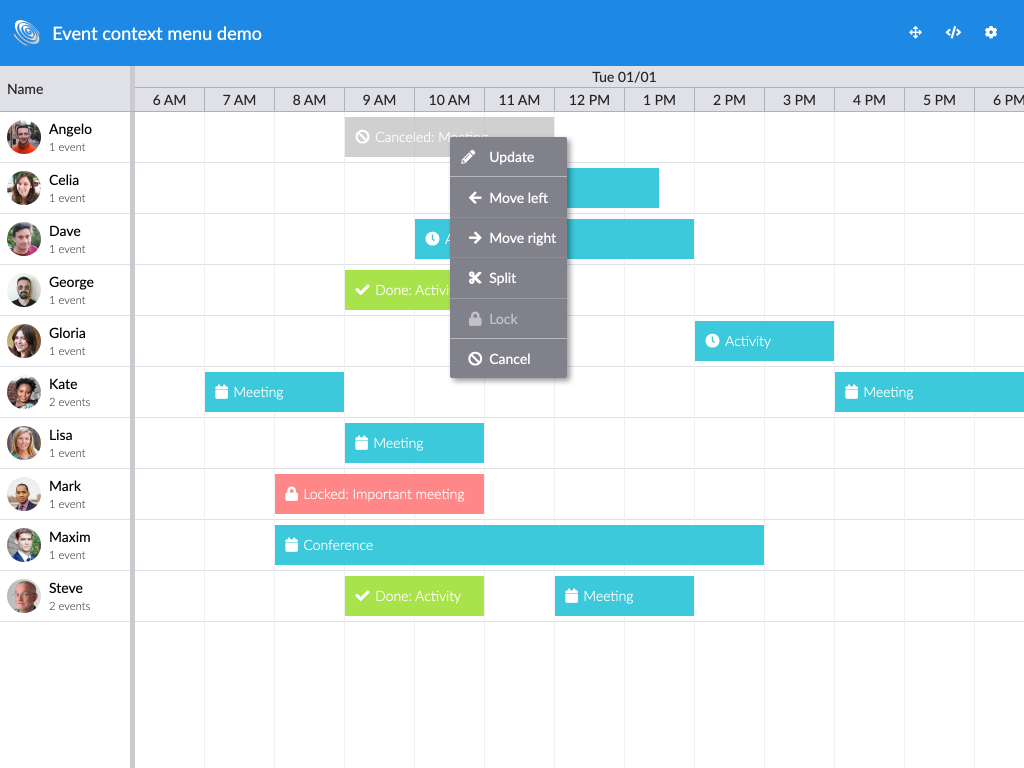 Event context menu demo
Name
Tue 01/01
6 AM 7 AM 8 AM 9 AM 10 AM 11 AM 12 PM 1 PM 2 PM 3 PM 4 PM 5 PM 6 PM
Angelo
1 event
Canceled: Meeting
Update
Move left
Move right
Split
Lock
Cancel
Celia
1 event
Dave
1 event
A
George
1 event
Done: Activi
Gloria
1 event
Activity
Kate
2 events
Meeting
Meeting
Lisa
1 event
Meeting
Mark
1 event
Locked: Important meeting
Maxim
1 event
Conference
Steve
2 events
Done: Activity
Meeting